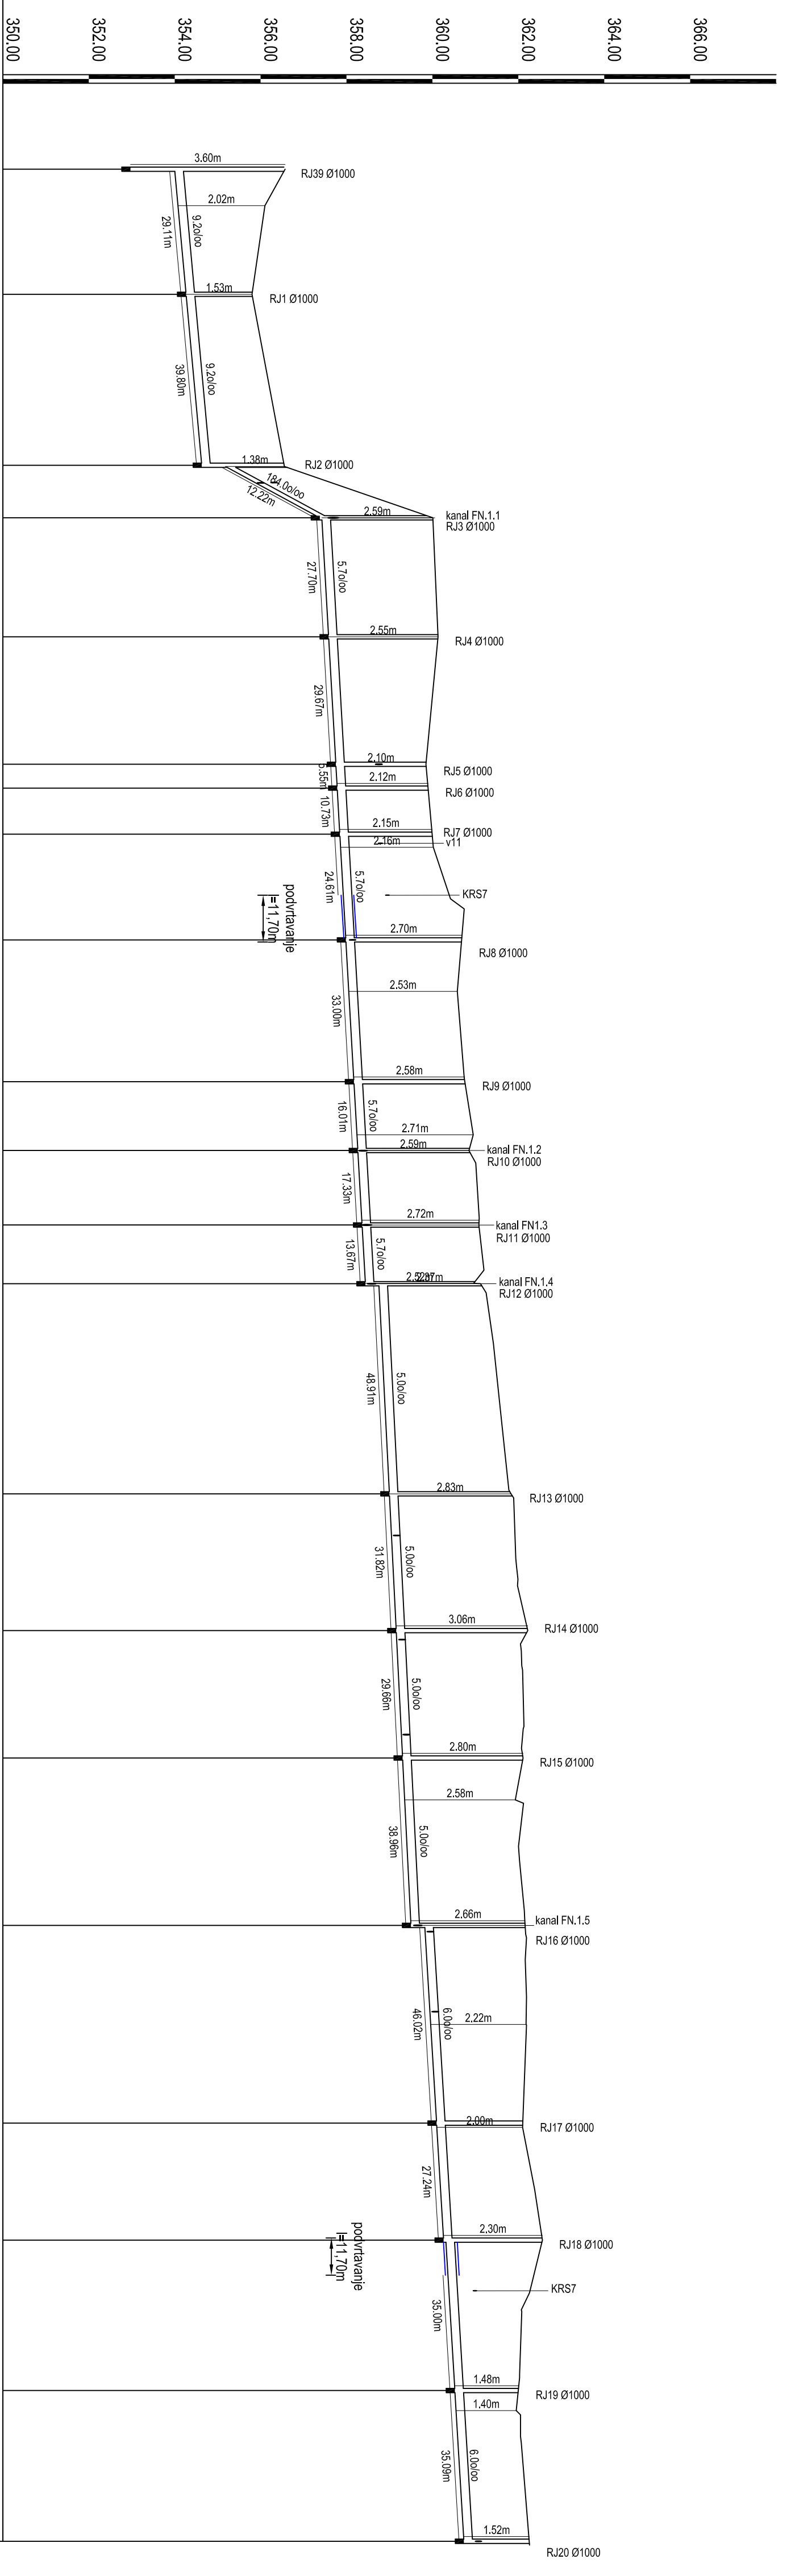 350.00
352.00
354.00
356.00
358.00
360.00
362.00
364.00
366.00
3.60m
RJ39 Ø1000
2.02m
9.2o/oo
29.11m
1.53m
RJ1 Ø1000
9.2o/oo
39.80m
1.38m
RJ2 Ø1000
184.0o/oo
12.22m
2.59m
kanal FN.1.1
RJ3 Ø1000
5.7o/oo
27.70m
2.55m
RJ4 Ø1000
29.67m
2.10m
RJ5 Ø1000
2.12m
RJ6 Ø1000
10.73m
2.15m
RJ7 Ø1000
2.16m
v11
5.7o/oo
24.61m
KRS7
podvrtavanje
l=11,70m
2.70m
RJ8 Ø1000
2.53m
33.00m
2.58m
RJ9 Ø1000
5.7o/oo
16.01m
2.71m
2.59m
kanal FN.1.2
RJ10 Ø1000
17.33m
2.72m
kanal FN1.3
RJ11 Ø1000
5.7o/oo
13.67m
kanal FN.1.4
RJ12 Ø1000
5.0o/oo
48.91m
2.83m
RJ13 Ø1000
5.0o/oo
31.82m
3.06m
RJ14 Ø1000
5.0o/oo
29.66m
2.80m
RJ15 Ø1000
2.58m
5.0o/oo
38.96m
2.66m
kanal FN.1.5
RJ16 Ø1000
6.0o/oo
46.02m
2.22m
2.00m
RJ17 Ø1000
27.24m
2.30m
RJ18 Ø1000
podvrtavanje
l=11,70m
KRS7
35.00m
1.48m
RJ19 Ø1000
1.40m
6.0o/oo
35.09m
1.52m
RJ20 Ø1000